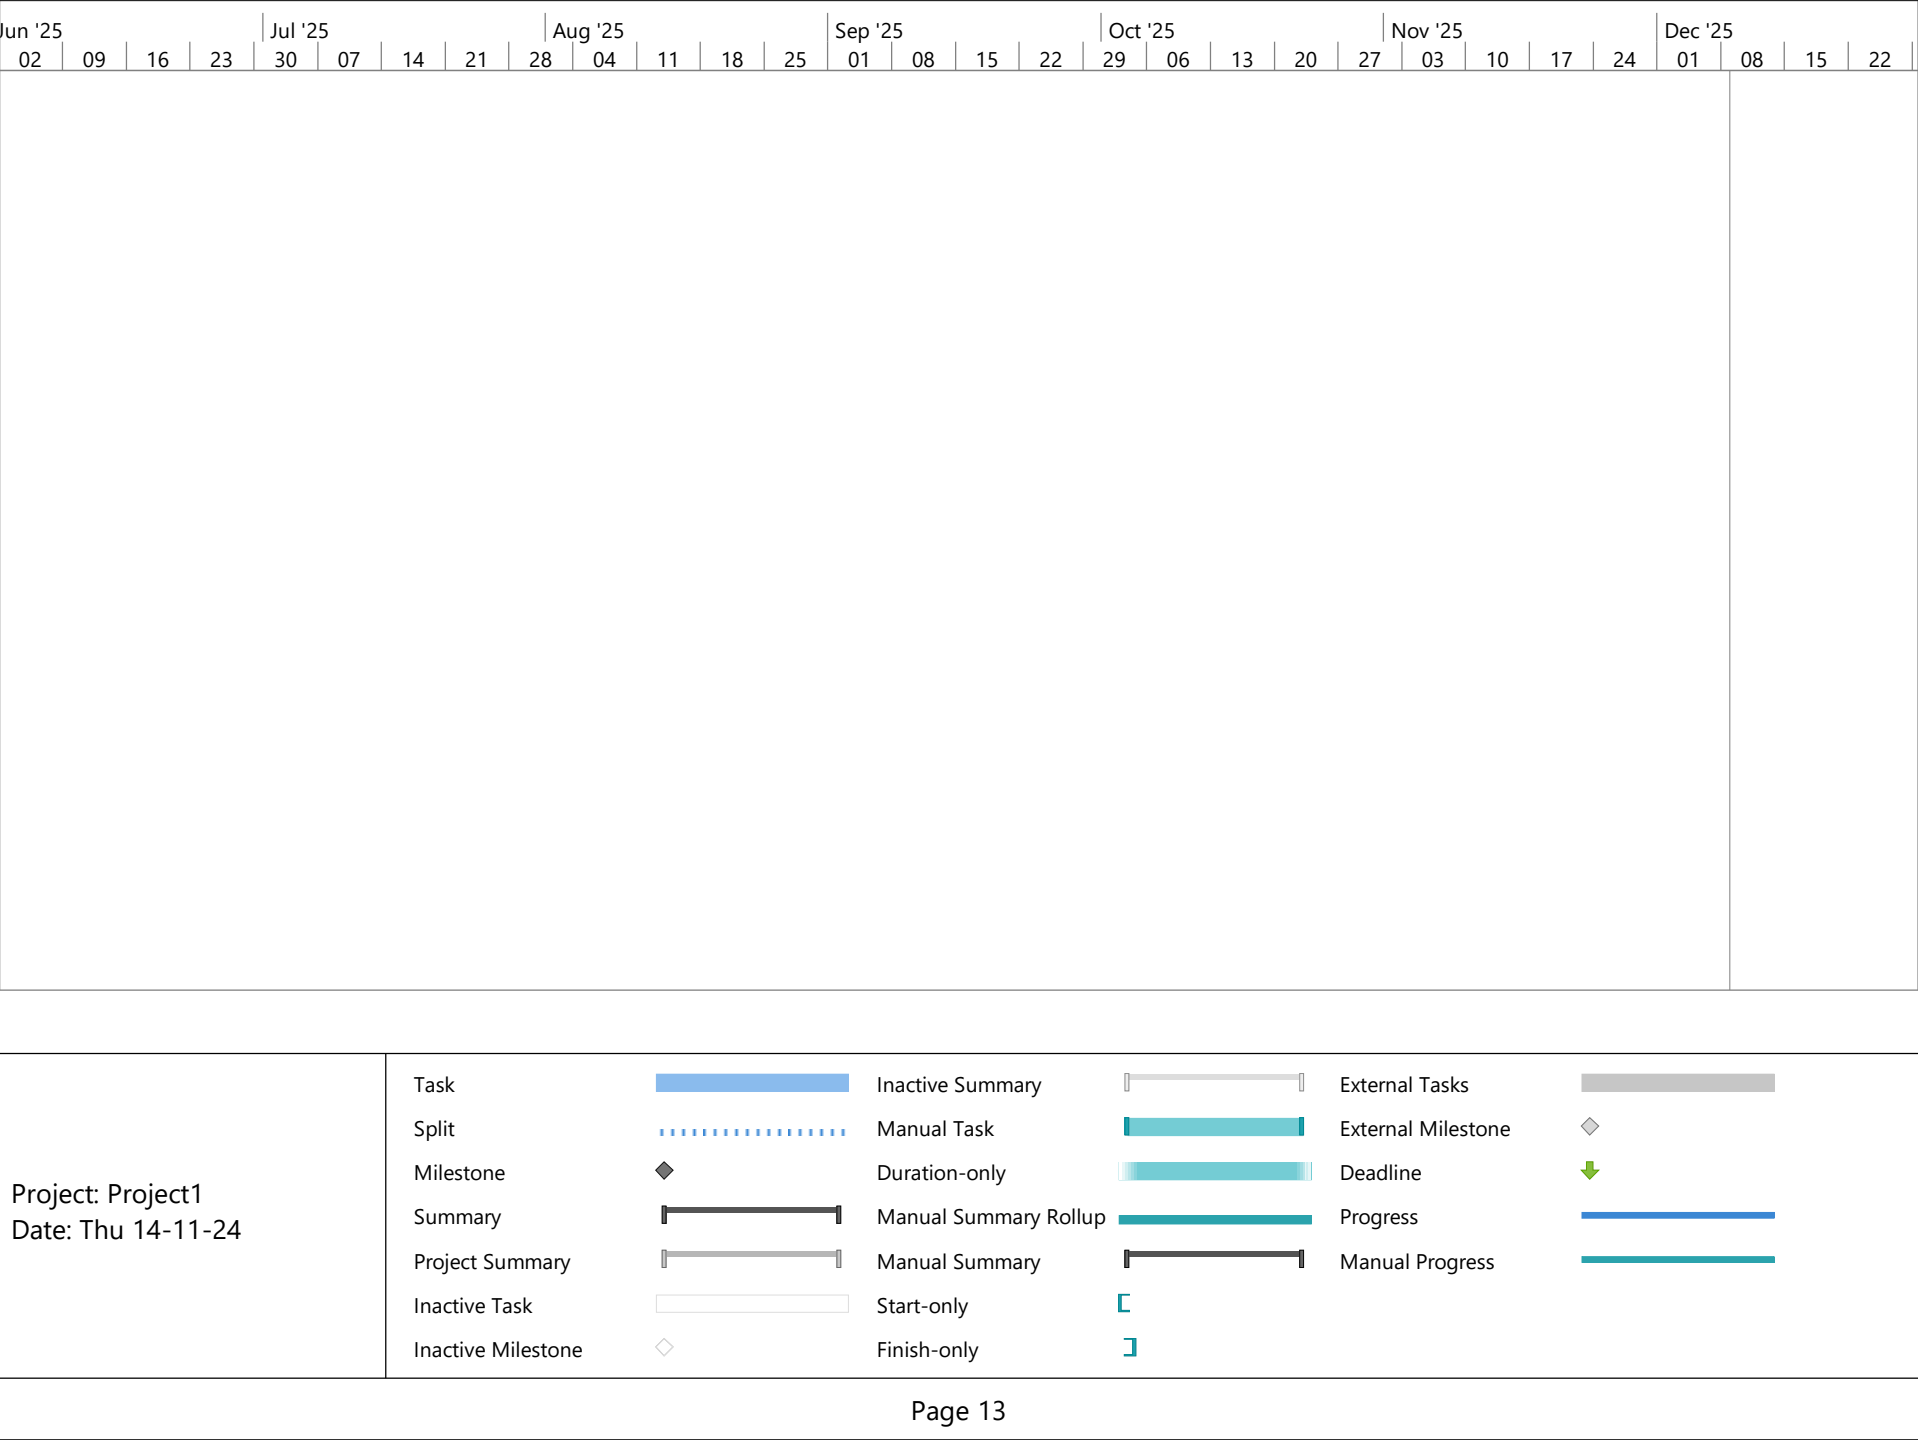 Jun '25 Jul '25 Aug '25 Sep '25 Oct '25 Nov '25 Dec '25
02 09 16 23 30 07 14 21 28 04 11 18 25 01 08 15 22 29 06 13 20 27 03 10 17 24 01 08 15 22
Project: Project1
Date: Thu 14-11-24
Task
Split
Milestone
Summary
Project Summary
Inactive Task
Inactive Milestone
Inactive Summary
Manual Task
Duration-only
Manual Summary Rollup
Manual Summary
Start-only
Finish-only
External Tasks
External Milestone
Deadline
Progress
Manual Progress
Page 13